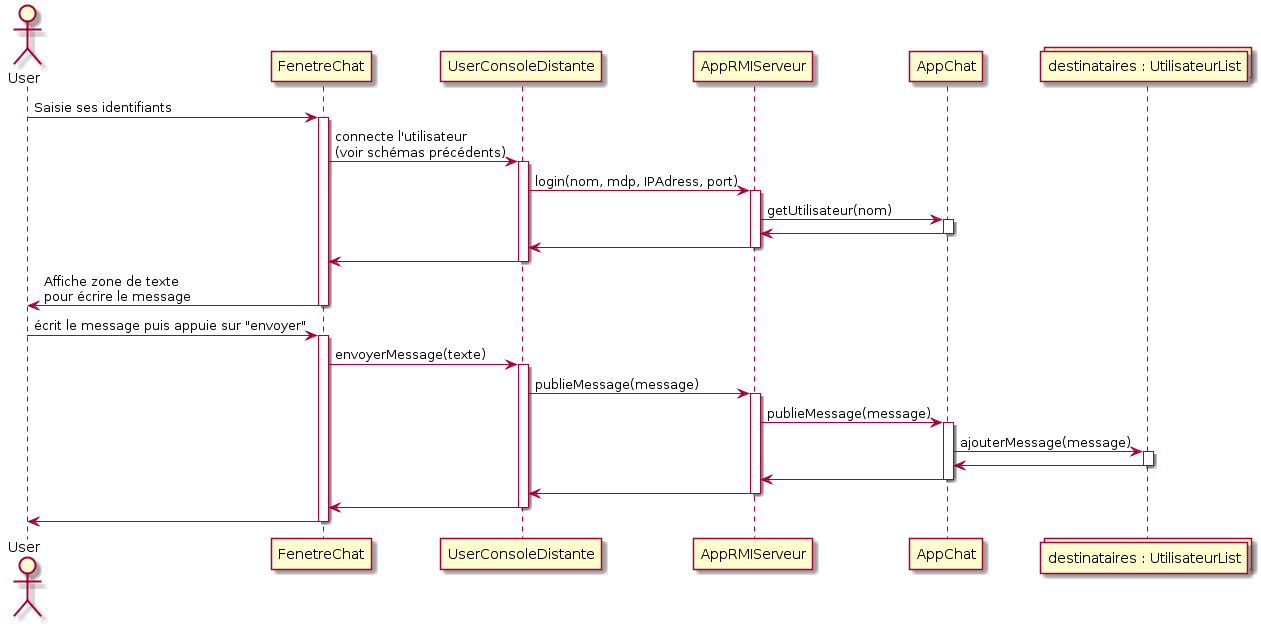 User
FenetreChat
UserConsoleDistante
AppRMIServeur
AppChat
destinataires : UtilisateurList
Saisie ses identifiants
connecte l'utilisateur
(voir schémas précédents)
login(nom, mdp, IPAdress, port)
getUtilisateur(nom)
Affiche zone de texte
pour écrire le message
écrit le message puis appuie sur "envoyer"
envoyerMessage(texte)
publieMessage(message)
publieMessage(message)
ajouterMessage(message)
User
FenetreChat
UserConsoleDistante
AppRMIServeur
AppChat
destinataires : UtilisateurList